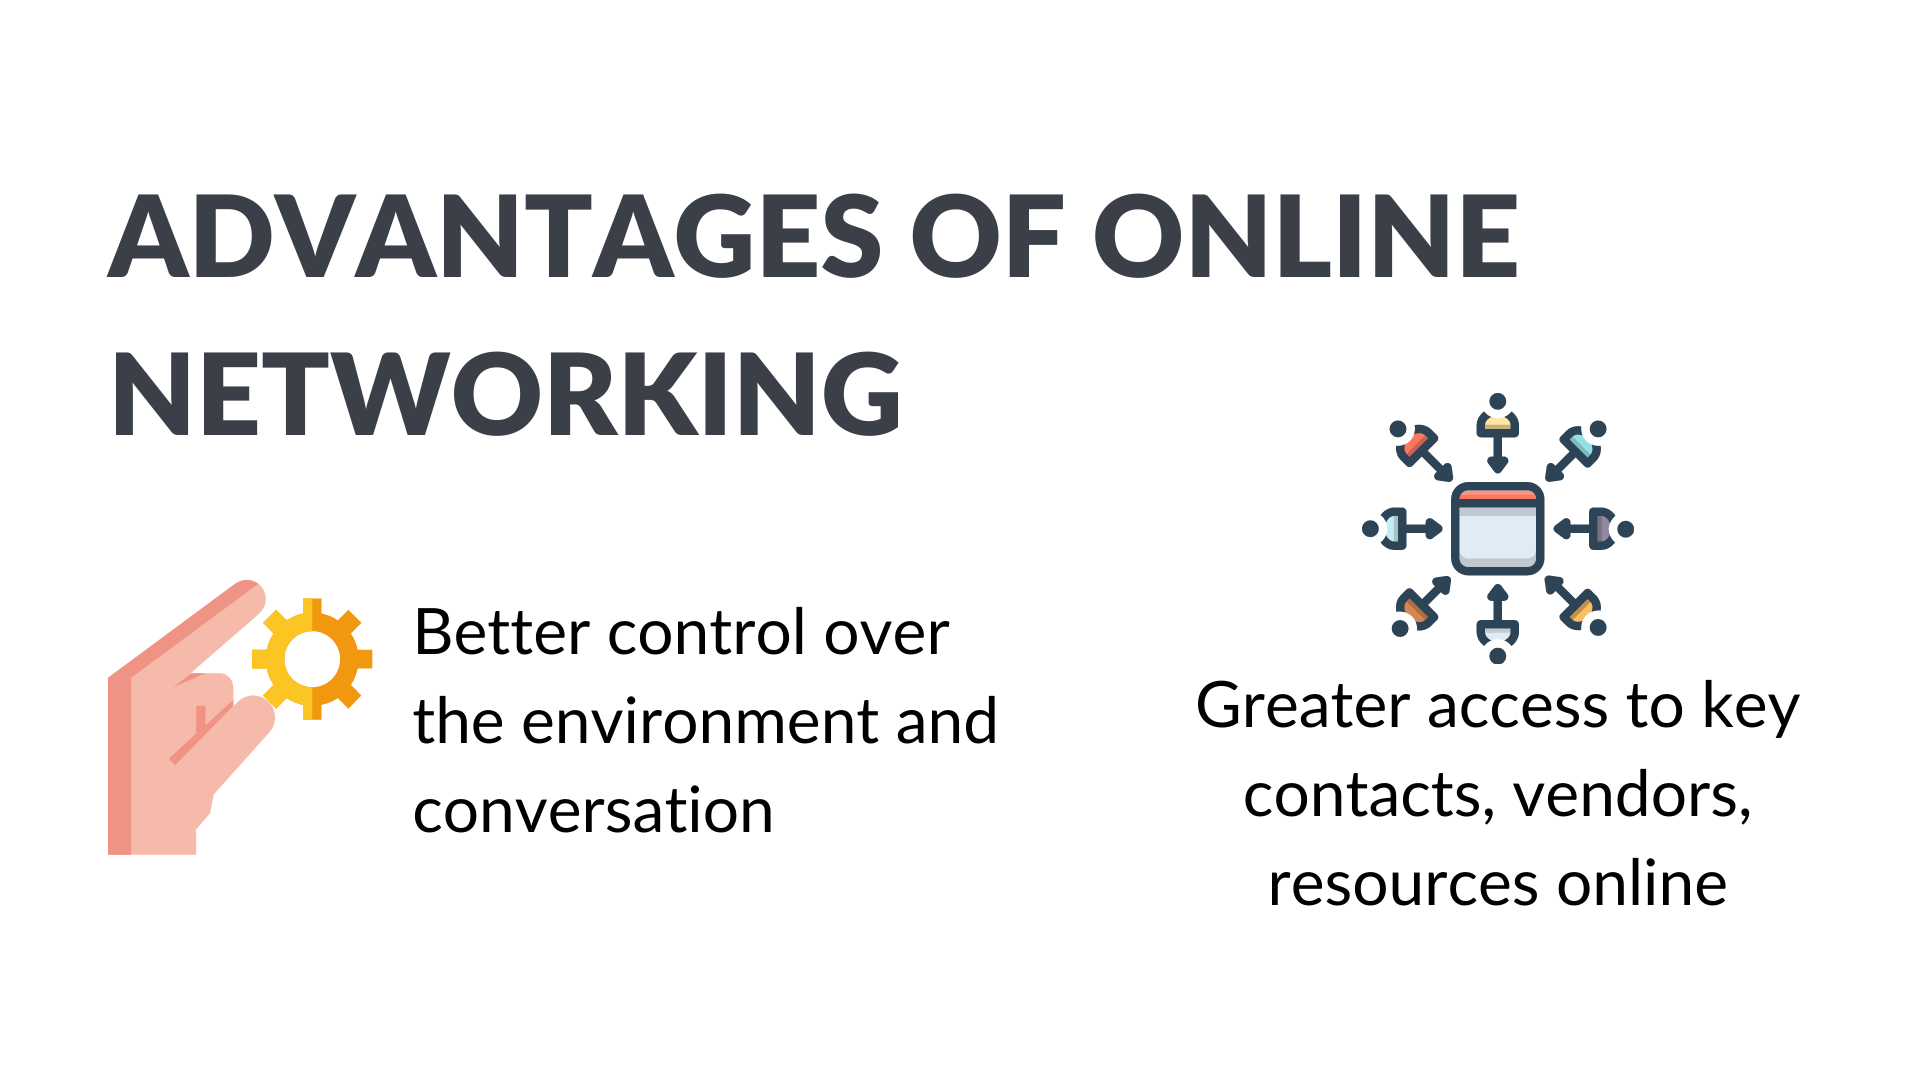 ADVANTAGES OF ONLINE
NETWORKING
Better control over
the environment and
conversation
Greater access to key
contacts, vendors,
resources online